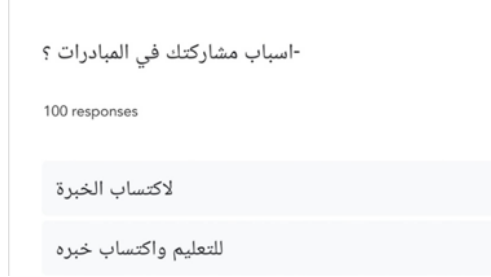 -اسباب مشاركتك في المبادرات ؟
100 responses
لاكتساب الخبرة
للتعليم واكتساب خبره